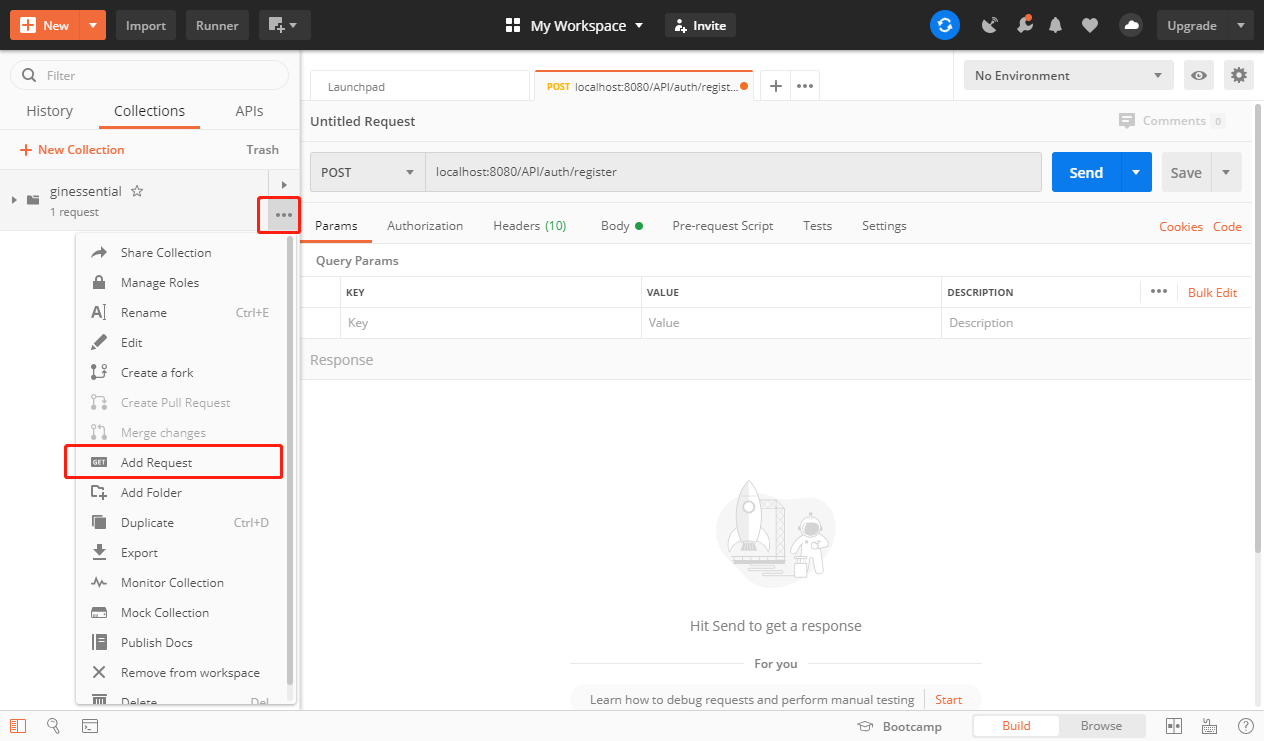 New
Import
Runner
My Workspace
Invite
Upgrade
Filter
History
Collections
APIs
New Collection
Trash
ginessential
1 request
Share Collection
Manage Roles
Rename Ctrl+E
Edit
Create a fork
Create Pull Request
Merge changes
GET Add Request
Add Folder
Duplicate Ctrl+D
Export
Monitor Collection
Mock Collection
Publish Docs
Remove from workspace
Delete Del
Launchpad
POST localhost:8080/API/auth/regist...
No Environment
Untitled Request
Comments 0
POST localhost:8080/API/auth/register
Send
Save
Params Authorization Headers (10) Body Pre-request Script Tests Settings
Cookies Code
Query Params
KEY VALUE DESCRIPTION
Bulk Edit
Key Value Description
Response
Hit Send to get a response
For you
Learn how to debug requests and perform manual testing Start
Bootcamp
Build
Browse